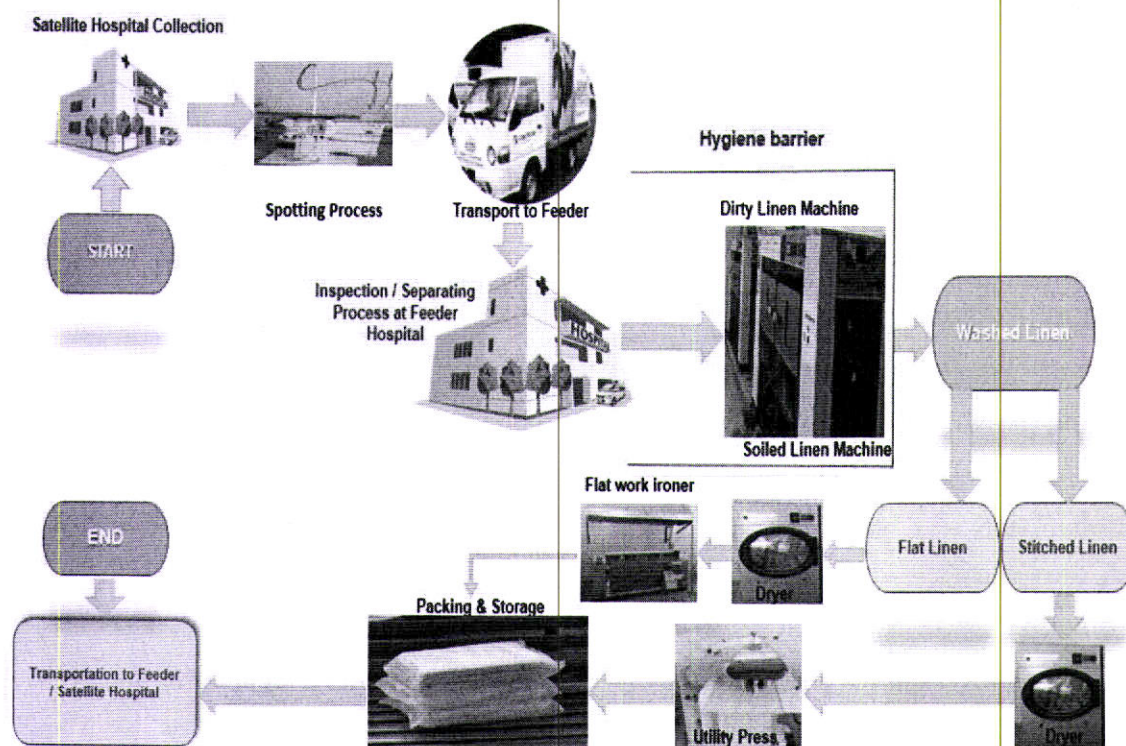 Satellite Hospital Collection
START
Spotting Process
Transport to Feeder
Inspection / Separating
Process at Feeder
Hospital
HOSPITAL
Hygiene barrier
Dirty Linen Machine
Soiled Linen Machine
Washed Linen
Flat Linen
Stitched Linen
Dryer
Flat work ironer
Dryer
Utility Press
Packing & Storage
Transportation to Feeder
/ Satellite Hospital
END